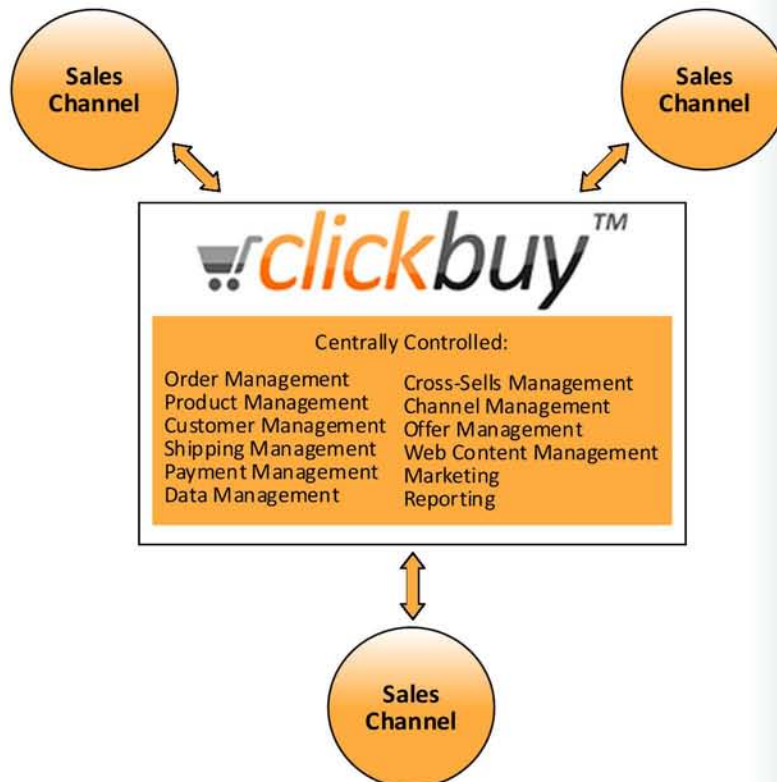 Sales
Channel
Sales
Channel
clickbuy™
Centrally Controlled:
Order Management
Product Management
Customer Management
Shipping Management
Payment Management
Data Management
Cross-Sells Management
Channel Management
Offer Management
Web Content Management
Marketing
Reporting
Sales
Channel